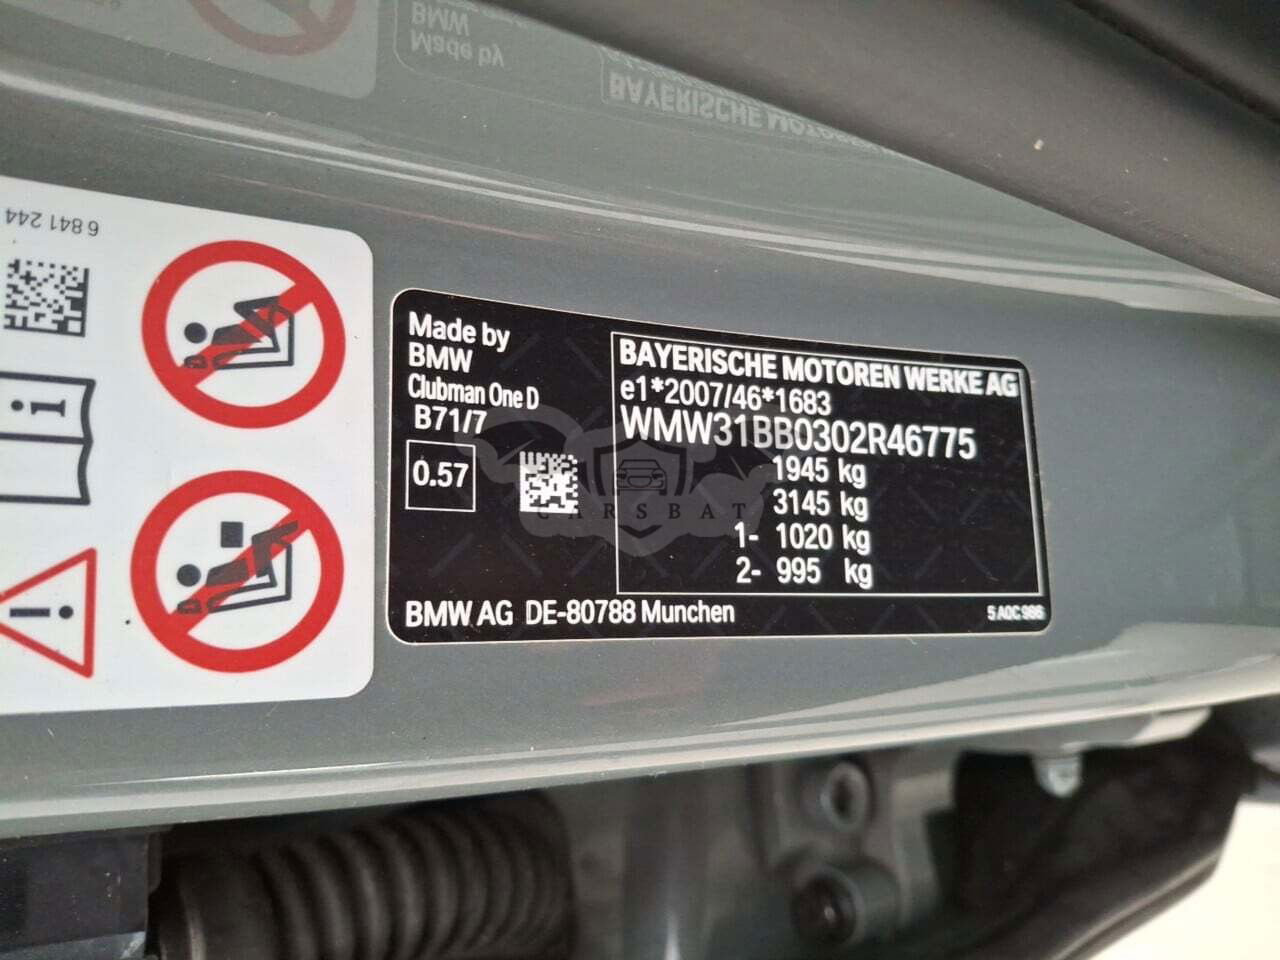 BMW
Made by
BAYERISCHE MOTOREN
6 841 244
Made by
BMW
Clubman One D
B71/7
0.57
BAYERISCHE MOTOREN WERKE AG
e1*2007/46*1683
WMW31BB0302R46775
1945 kg
3145 kg
1- 1020 kg
2- 995 kg
CARSBAT
BMW AG DE-80788 Munchen
5 A0C 986